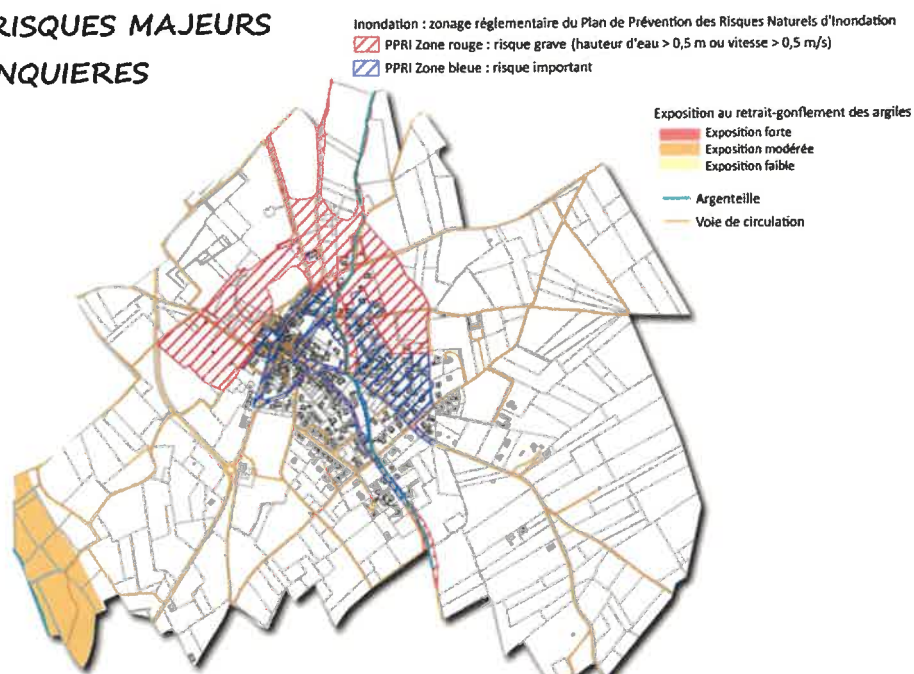 RISQUES MAJEURS
NQUIERES
Inondation : zonage réglementaire du Plan de Prévention des Risques Naturels d'Inondation
PPRI Zone rouge : risque grave (hauteur d'eau > 0,5 m ou vitesse > 0,5 m/s)
PPRI Zone bleue : risque important
Exposition au retrait-gonflement des argiles
Exposition forte
Exposition modérée
Exposition faible
Argenteille
Voie de circulation